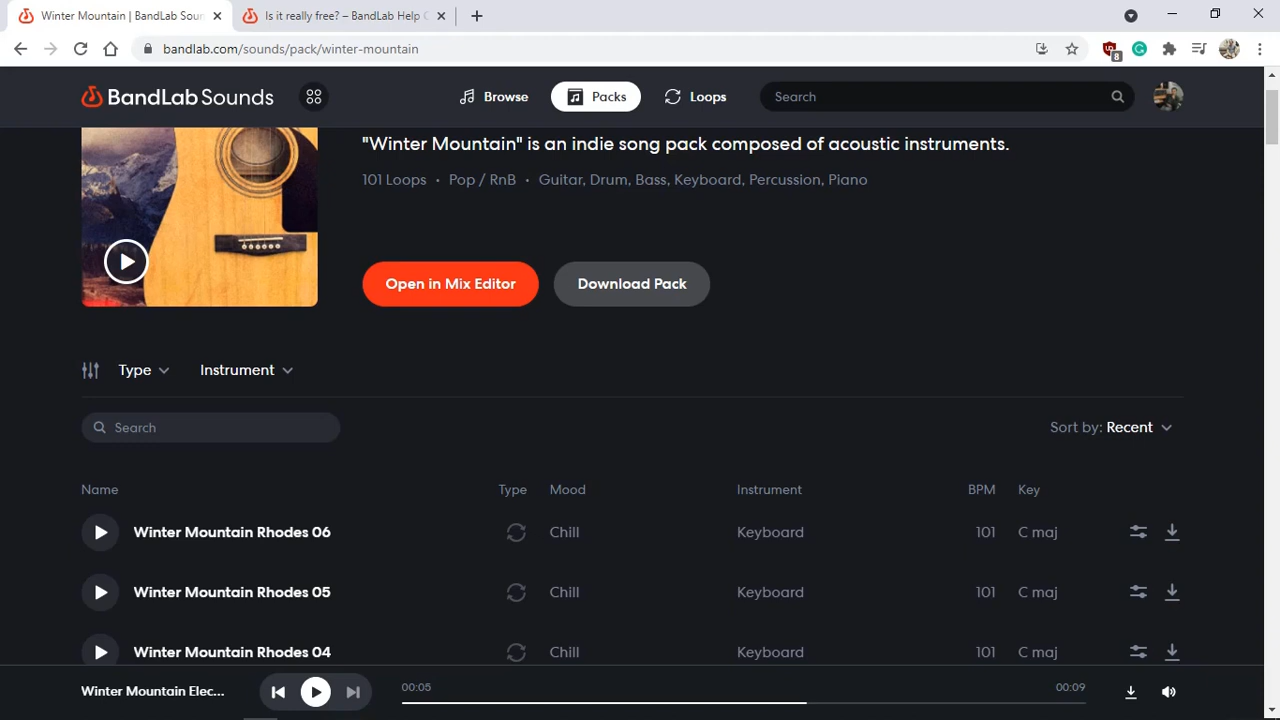 Winter Mountain | BandLab Soun
Is it really free? – BandLab Help C
bandlab.com/sounds/pack/winter-mountain
8
BandLab Sounds
Browse
Packs
Loops
Search
"Winter Mountain" is an indie song pack composed of acoustic instruments.
101 Loops • Pop / RnB • Guitar, Drum, Bass, Keyboard, Percussion, Piano
Open in Mix Editor
Download Pack
Type
Instrument
Search
Sort by: Recent
Name Type Mood Instrument BPM Key
Winter Mountain Rhodes 06 Chill Keyboard 101 C maj
Winter Mountain Rhodes 05 Chill Keyboard 101 C maj
Winter Mountain Rhodes 04 Chill Keyboard 101 C maj
Winter Mountain Elec...
00:05
00:09